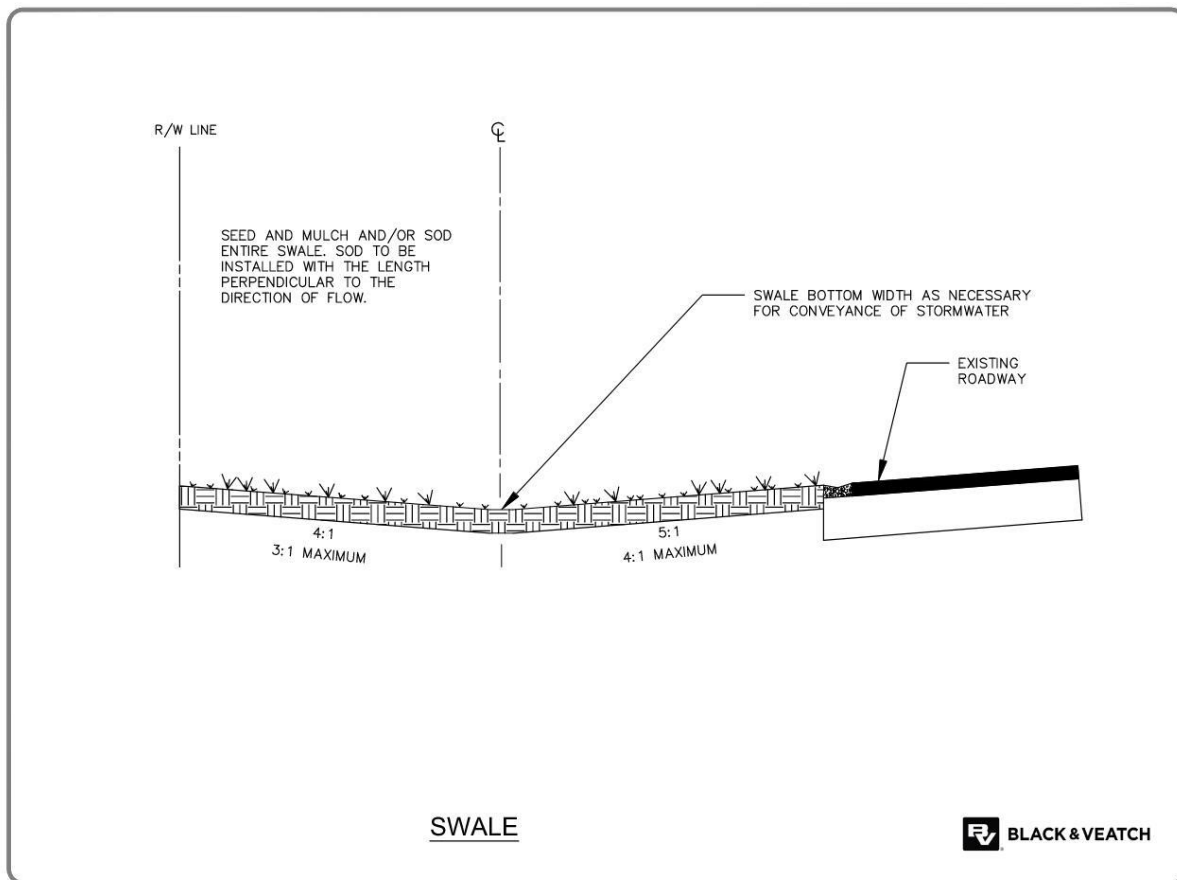 R/W LINE
℄
SEED AND MULCH AND/OR SOD
ENTIRE SWALE. SOD TO BE
INSTALLED WITH THE LENGTH
PERPENDICULAR TO THE
DIRECTION OF FLOW.
SWALE BOTTOM WIDTH AS NECESSARY
FOR CONVEYANCE OF STORMWATER
EXISTING
ROADWAY
4:1
3:1 MAXIMUM
5:1
4:1 MAXIMUM
SWALE
BV BLACK & VEATCH